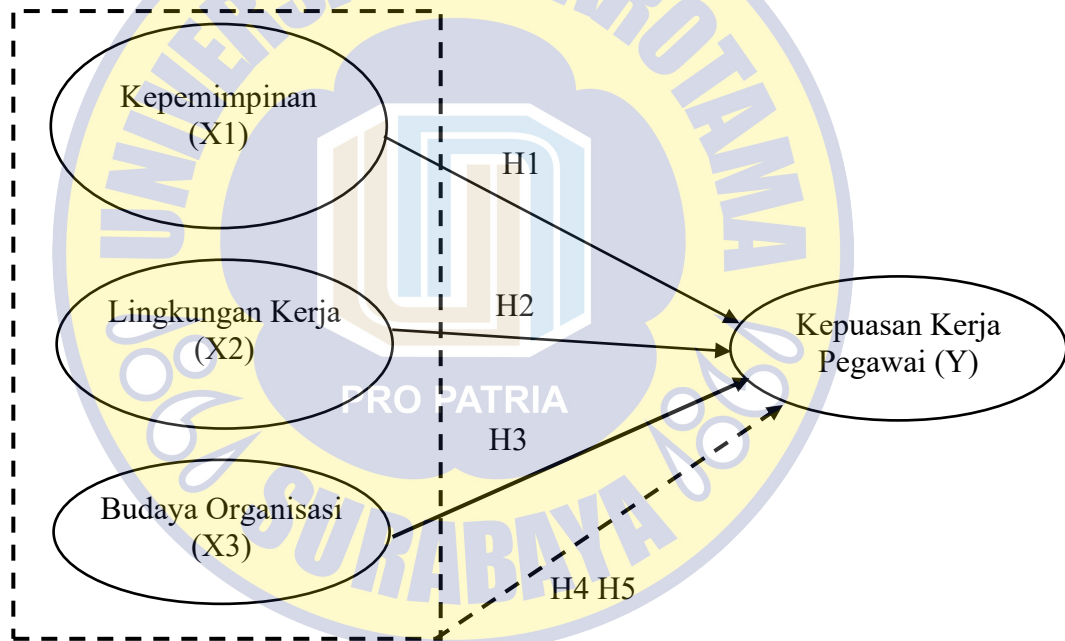 Kepemimpinan
(X1)
H1
Lingkungan Kerja
(X2)
H2
Kepuasan Kerja
Pegawai (Y)
PRO PATRIA
H3
Budaya Organisasi
(X3)
SURABAYA
H4 H5